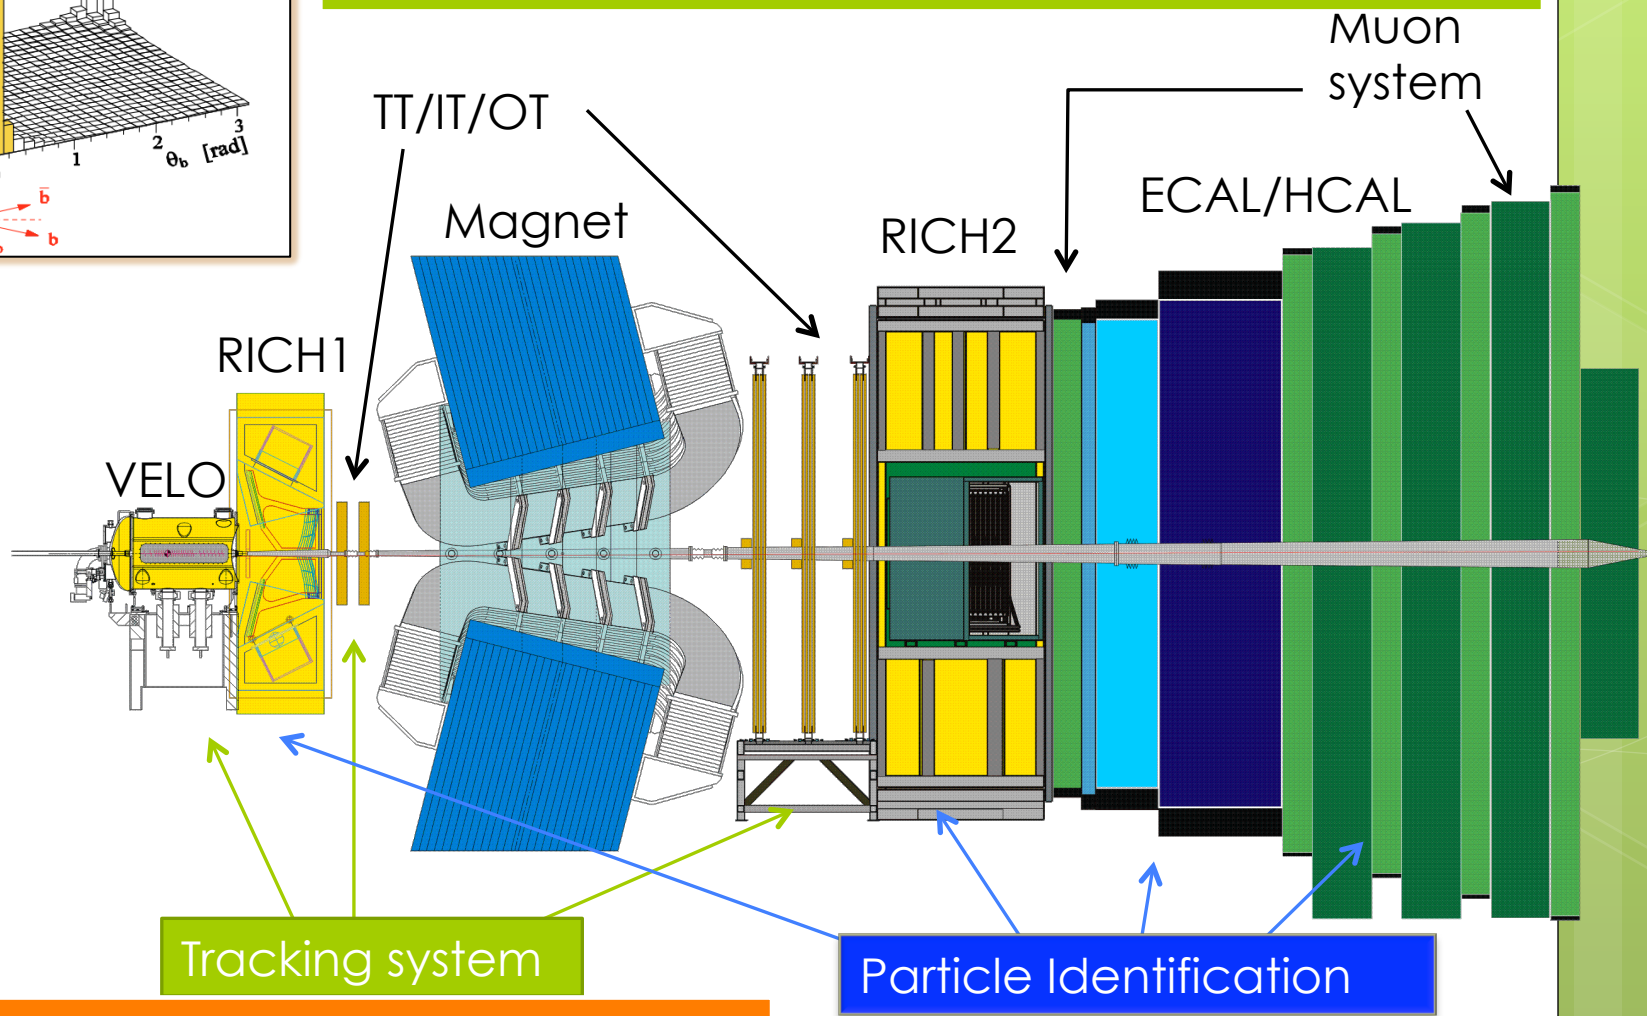 1
2
3
θb [rad]
b̄
b
Muon
system
TT/IT/OT
ECAL/HCAL
Magnet
RICH2
RICH1
VELO
Tracking system
Particle Identification